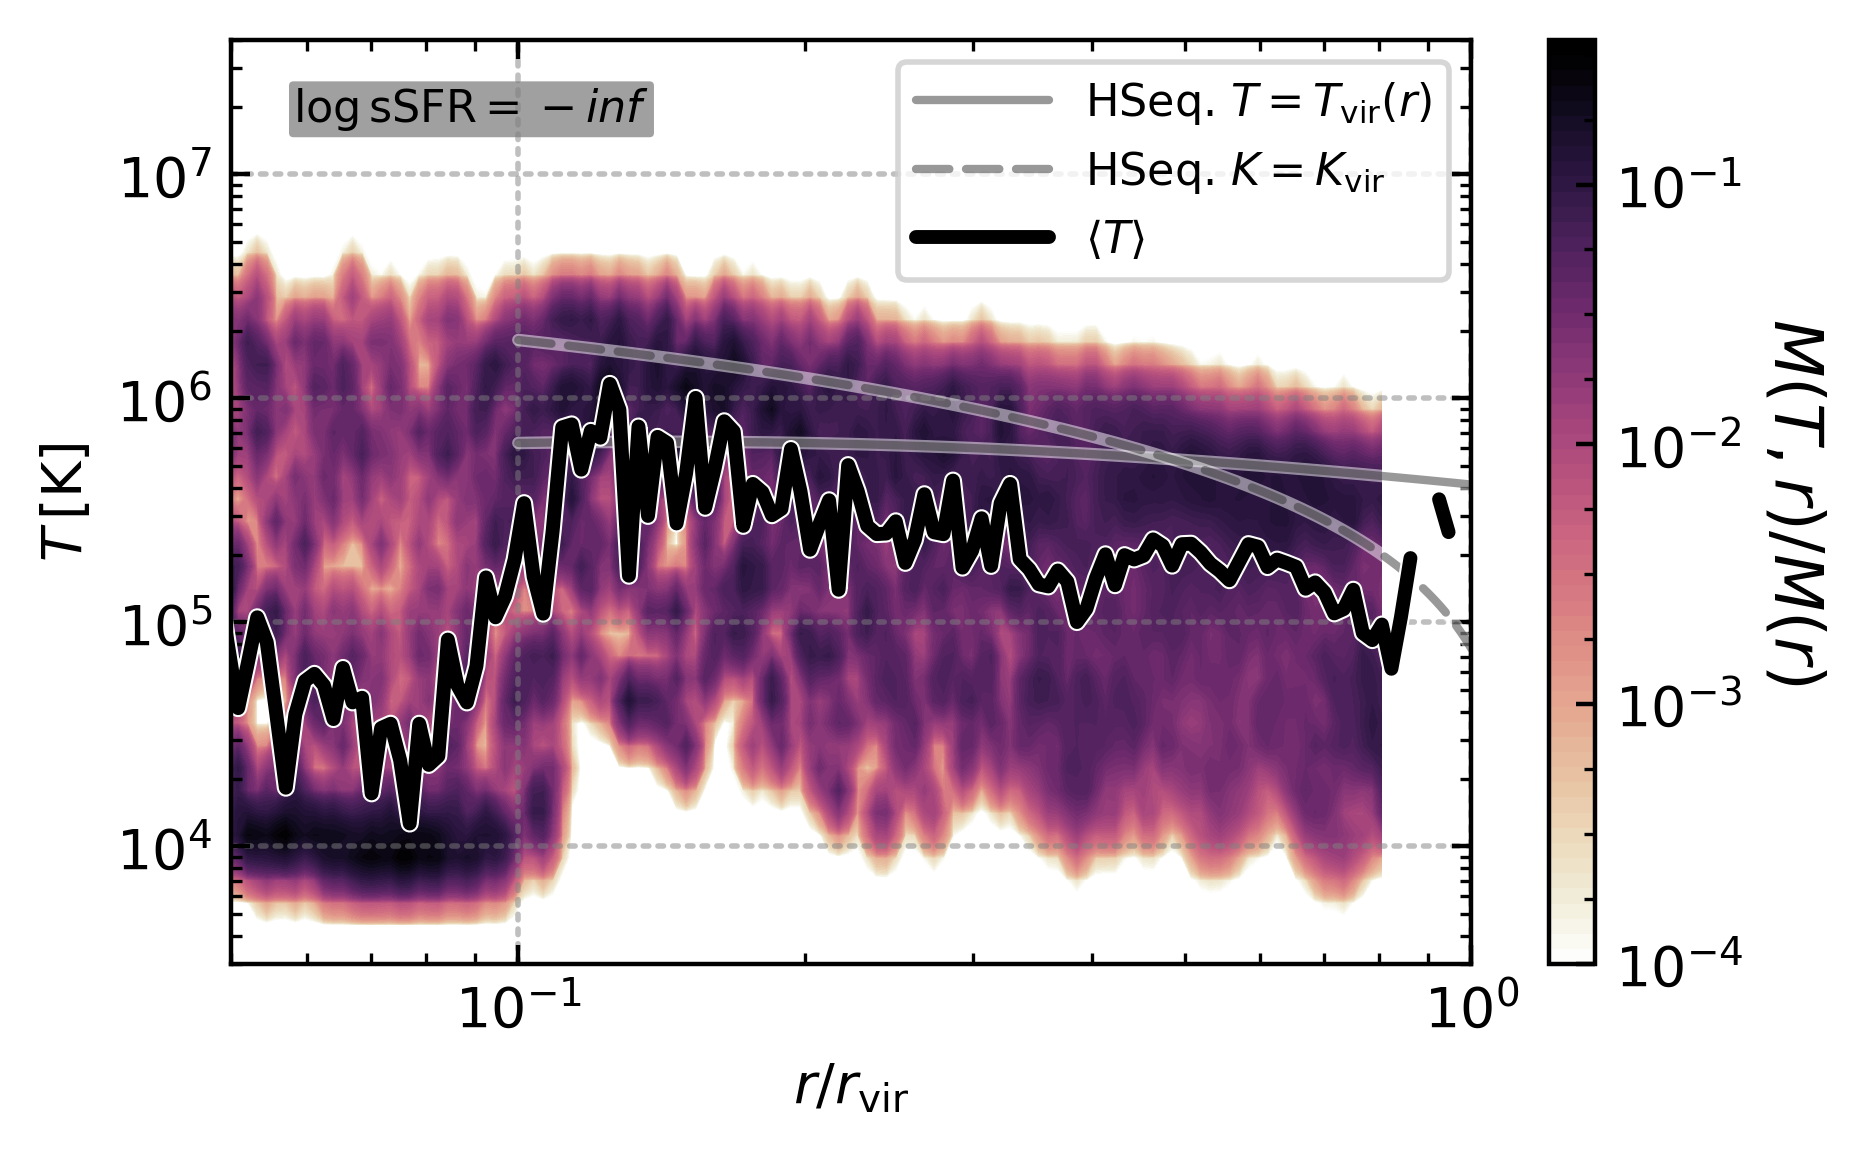 log sSFR = −inf
HSeq. T = T_vir(r)
HSeq. K = K_vir
⟨T⟩
T [K]
10^7
10^6
10^5
10^4
10^−1
10^0
r/r_vir
10^−1
10^−2
10^−3
10^−4
M(T, r)/M(r)